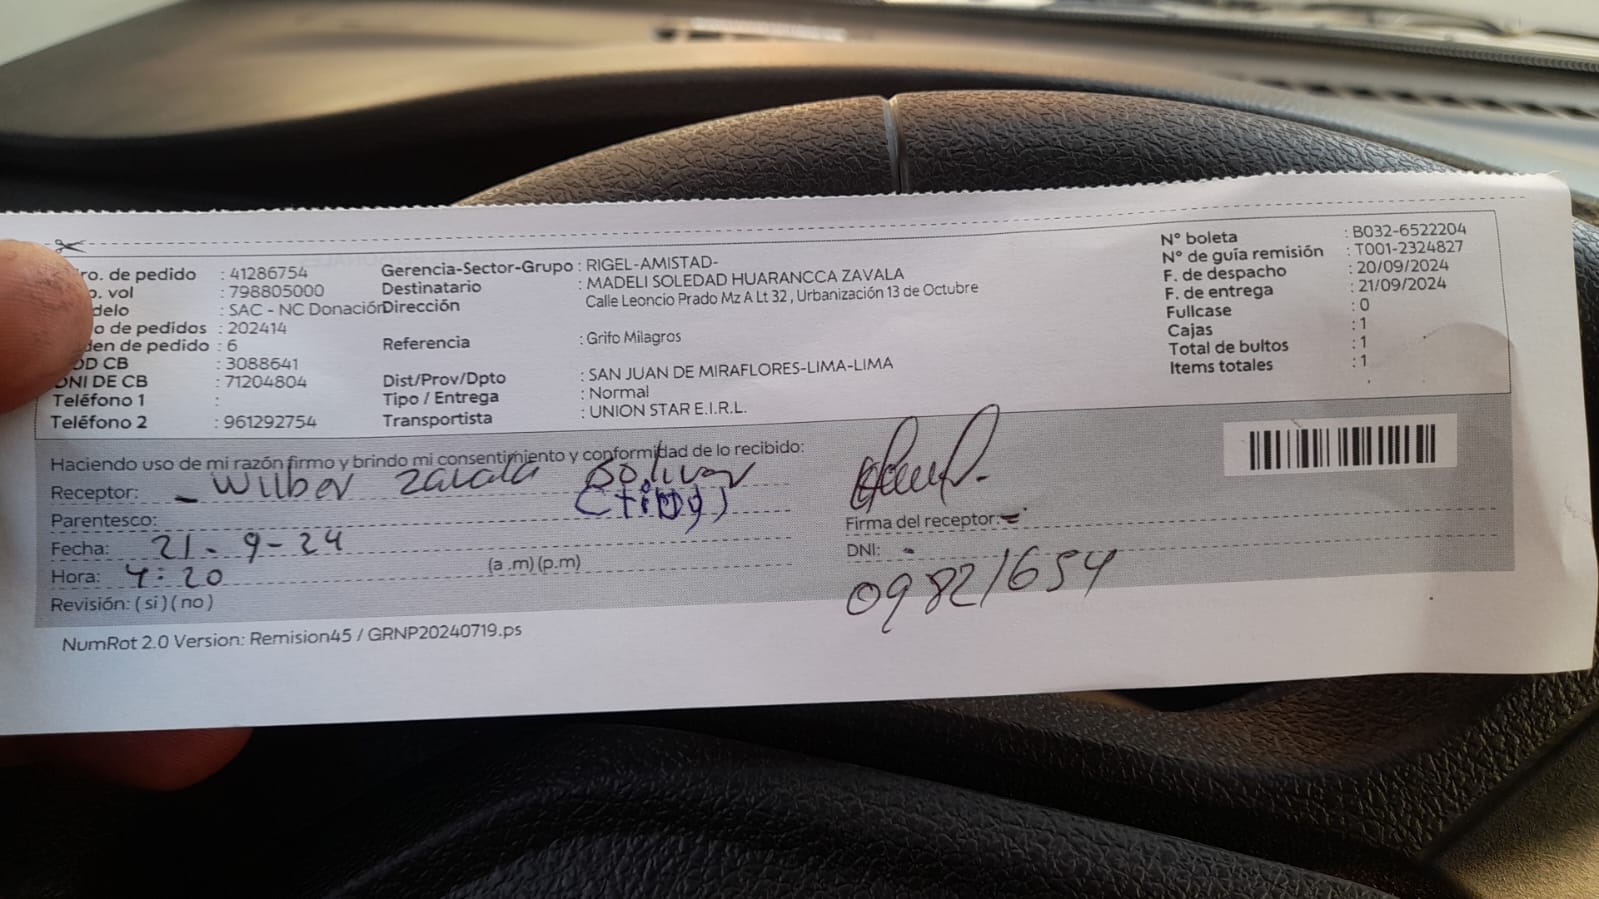 ro. de pedido : 41286754
o. vol : 798805000
delo : SAC - NC Donación
o de pedidos : 202414
den de pedido : 6
OD CB : 3088641
DNI DE CB : 71204804
Teléfono 1 :
Teléfono 2 : 961292754
Gerencia-Sector-Grupo : RIGEL-AMISTAD-
Destinatario : MADELI SOLEDAD HUARANCCA ZAVALA
Dirección Calle Leoncio Prado Mz A Lt 32 , Urbanización 13 de Octubre
Referencia : Grifo Milagros
Dist/Prov/Dpto : SAN JUAN DE MIRAFLORES-LIMA-LIMA
Tipo / Entrega : Normal
Transportista : UNION STAR E.I.R.L.
N° boleta : B032-6522204
N° de guía remisión : T001-2324827
F. de despacho : 20/09/2024
F. de entrega : 21/09/2024
Fullcase : 0
Cajas : 1
Total de bultos : 1
Items totales : 1
Haciendo uso de mi razón firmo y brindo mi consentimiento y conformidad de lo recibido:
Receptor: Wilber Zavala Bolivar
Parentesco:
Fecha: 21-9-24
Hora: 4:20 (a .m) (p.m)
Revisión: ( si ) ( no )
Firma del receptor:
DNI:
09821654
NumRot 2.0 Version: Remision45 / GRNP20240719.ps